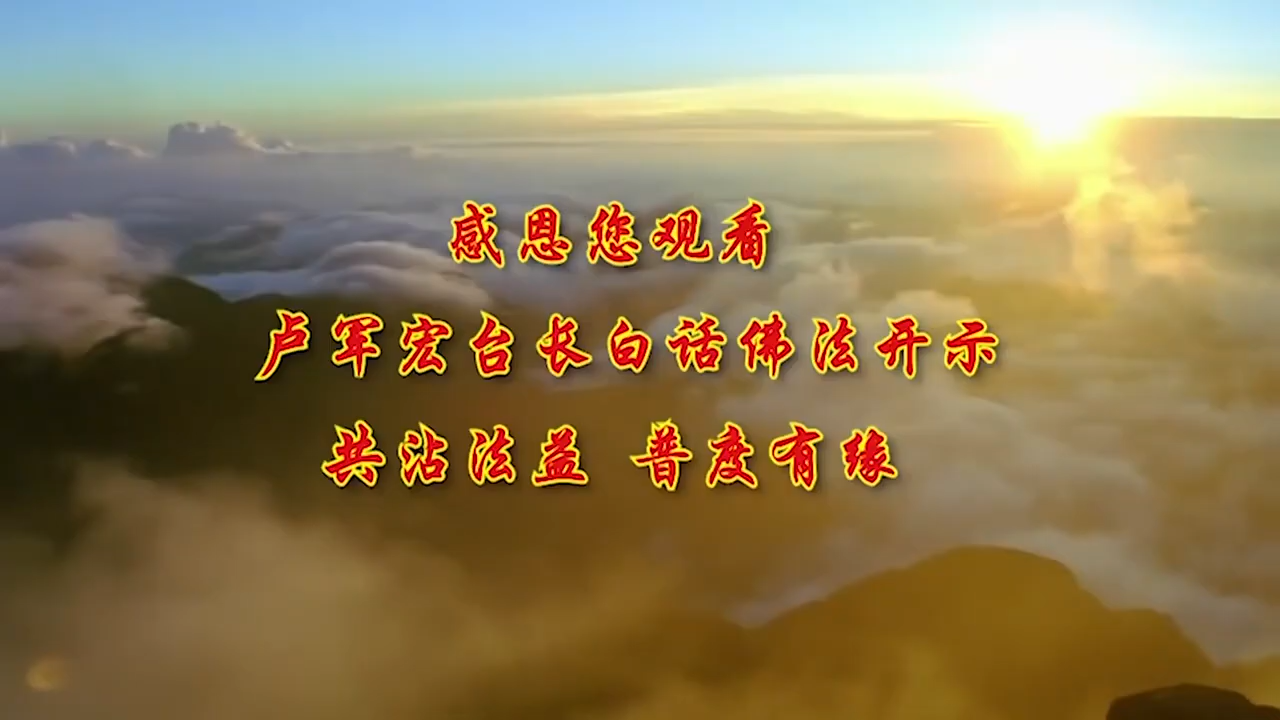 感恩您观看
卢军宏台长白话佛法开示
共沾法益 普度有缘